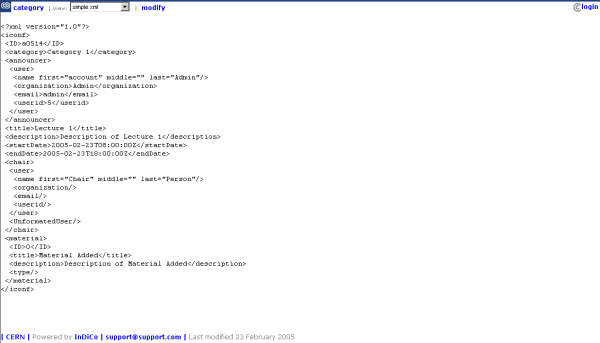 category | view: simple xml | modify login
<?xml version="1.0"?>
<iconf>
<ID>a0514</ID>
<category>Category 1</category>
<announcer>
<user>
<name first="account" middle="" last="Admin"/>
<organization>Admin</organization>
<email>admin</email>
<userid>5</userid>
</user>
</announcer>
<title>Lecture 1</title>
<description>Description of Lecture 1</description>
<startDate>2005-02-23T08:00:00Z</startDate>
<endDate>2005-02-23T18:00:00Z</endDate>
<chair>
<user>
<name first="Chair" middle="" last="Person"/>
<organization/>
<email/>
<userid/>
</user>
<UnformatedUser/>
</chair>
<material>
<ID>0</ID>
<title>Material Added</title>
<description>Description of Material Added</description>
<type/>
</material>
</iconf>
| CERN | Powered by InDiCo | support@support.com | Last modified 23 February 2005